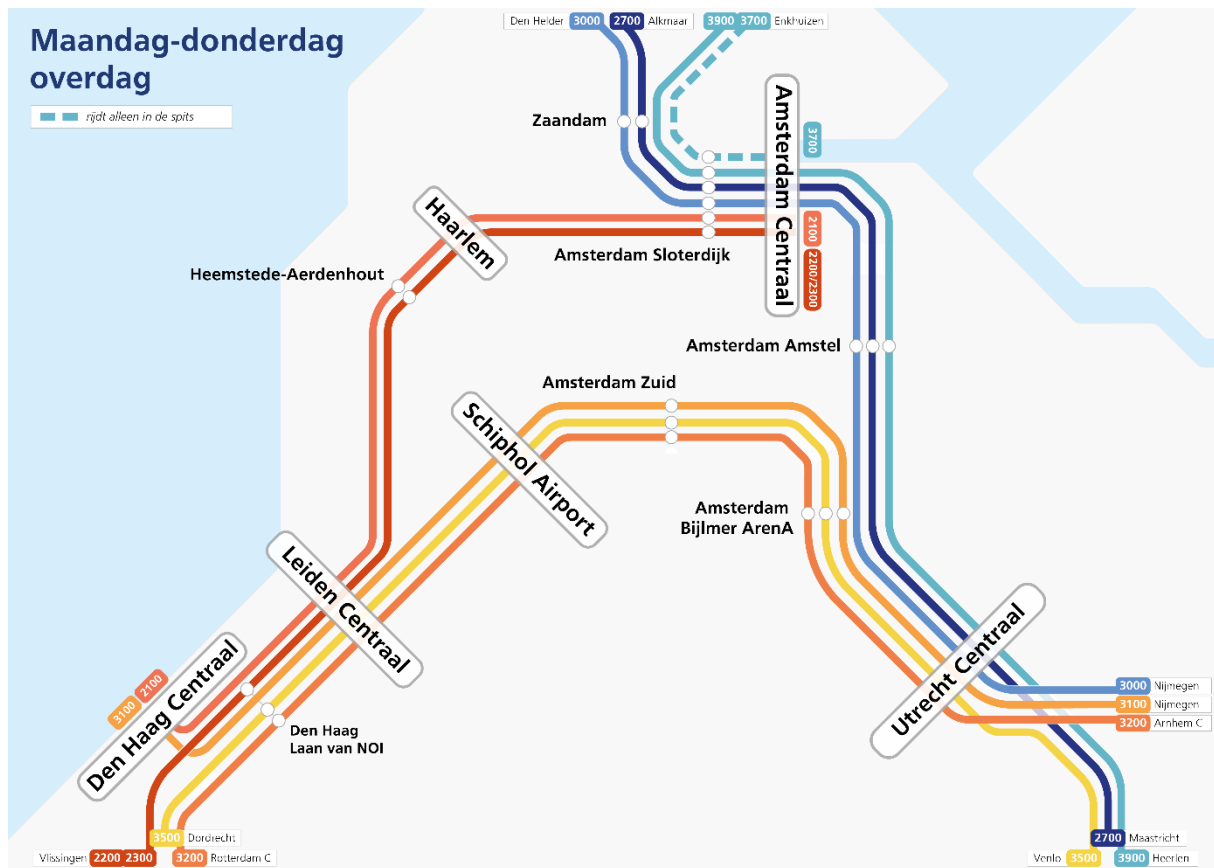 Maandag-donderdag
overdag
rijdt alleen in de spits
Den Helder 3000 2700 Alkmaar
3900 3700 Enkhuizen
Zaandam
Amsterdam Centraal
3700
2100
2200/2300
Haarlem
Amsterdam Sloterdijk
Heemstede-Aerdenhout
Amsterdam Amstel
Amsterdam Zuid
Schiphol Airport
Amsterdam
Bijlmer ArenA
Leiden Centraal
Utrecht Centraal
Den Haag Centraal
3100 2100
Den Haag
Laan van NOI
3000 Nijmegen
3100 Nijmegen
3200 Arnhem C
3500 Dordrecht
Vlissingen 2200 2300
3200 Rotterdam C
2700 Maastricht
Venlo 3500
3900 Heerlen